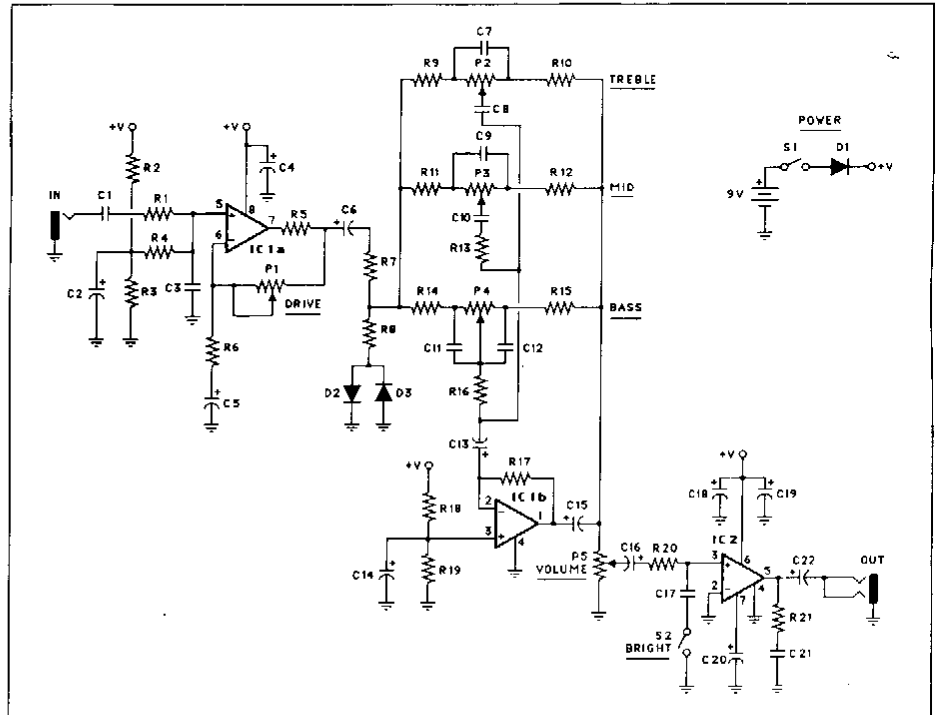 C7
R9 P2 R10 TREBLE
C8
+V +V
R2 C4
C9
R11 P3 R12 MID
C10
R13
POWER
S1 D1 +V
9V +
IN C1 R1 5 + 8 7 R5 + C6
R4 6 - IC1a
C2 + R3 C3 P1
DRIVE
R7
R14 P4 R15 BASS
R6 R8 C11 C12
+ C5 D2 D3 R16
C13 +
+V R17
R18 2 - IC1b 1 + C15
3 + 4
C14 + R19
P5 VOLUME
C16 + R20
+V
C18 + + C19
IC2
3 + 6 5 + C22 OUT
2 - 7 4
C17 R21
S2 BRIGHT
C20 + C21